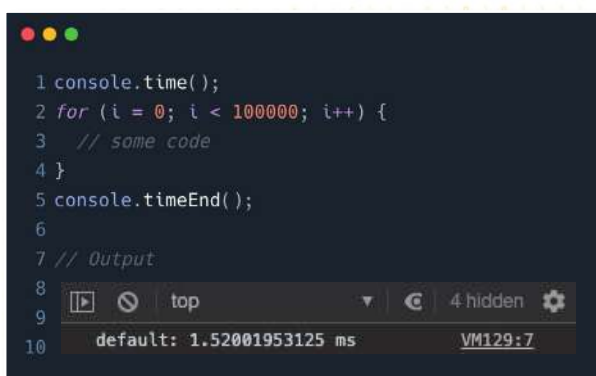 1 console.time();
2 for (i = 0; i < 100000; i++) {
3   // some code
4 }
5 console.timeEnd();
6
7 // Output
8
top 4 hidden
9
10
default: 1.52001953125 ms VM129:7